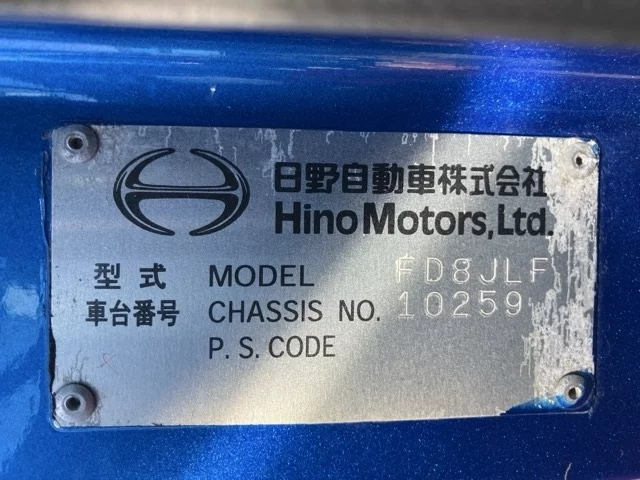 日野自動車株式会社
Hino Motors, Ltd.
型式 MODEL FD8JLF
車台番号 CHASSIS NO. 10259
P. S. CODE